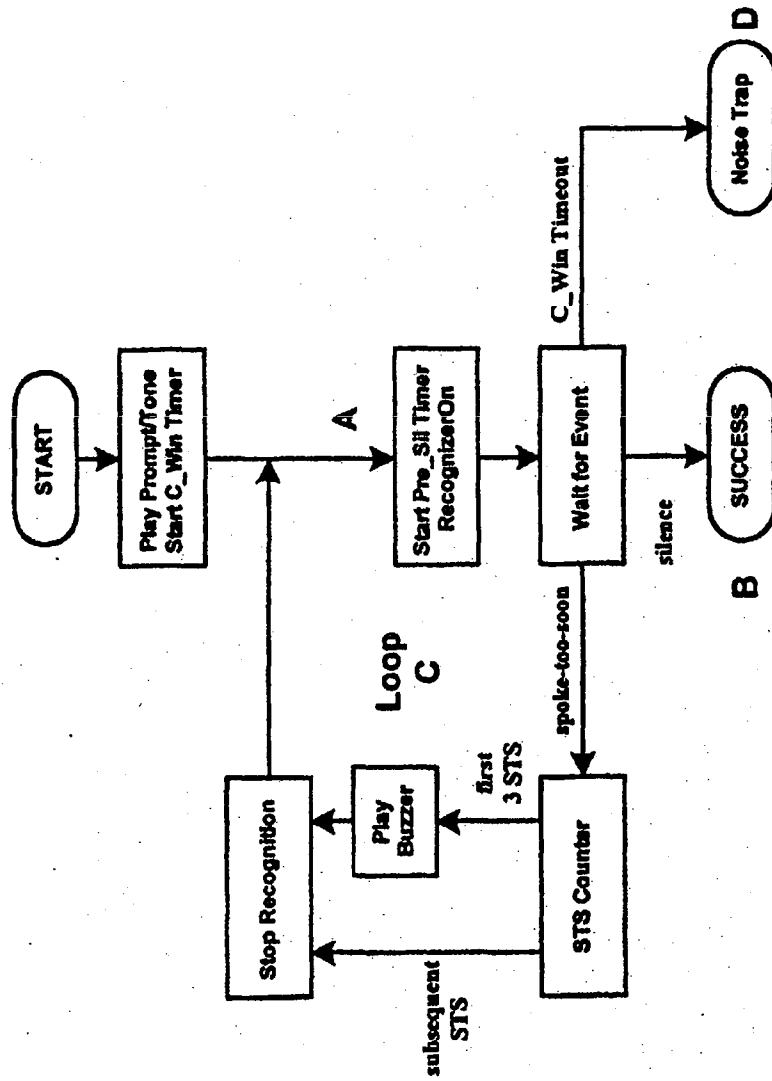 START
Play Prompt/Tone
Start C_Win Timer
A
Start Pre_Sil Timer
RecognizerOn
Wait for Event
C_Win Timeout
Noise Trap
D
silence
SUCCESS
B
spoke-too-soon
Loop
C
STS Counter
first
3 STS
Play
Buzzer
subsequent
STS
Stop Recognition